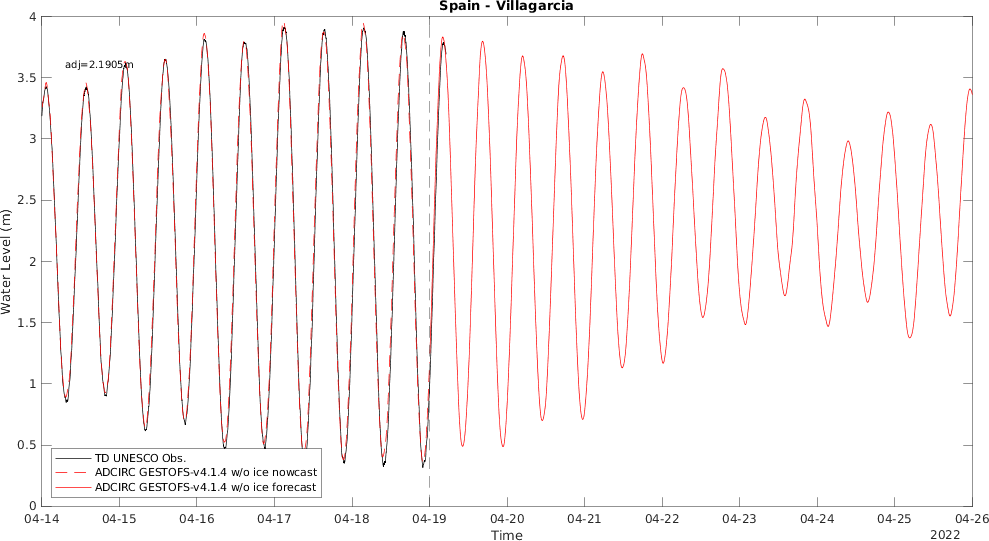 Spain - Villagarcia
adj=2.1905m
Water Level (m)
4
3.5
3
2.5
2
1.5
1
0.5
0
TD UNESCO Obs.
ADCIRC GESTOFS-v4.1.4 w/o ice nowcast
ADCIRC GESTOFS-v4.1.4 w/o ice forecast
04-14 04-15 04-16 04-17 04-18 04-19 04-20 04-21 04-22 04-23 04-24 04-25 04-26
Time
2022